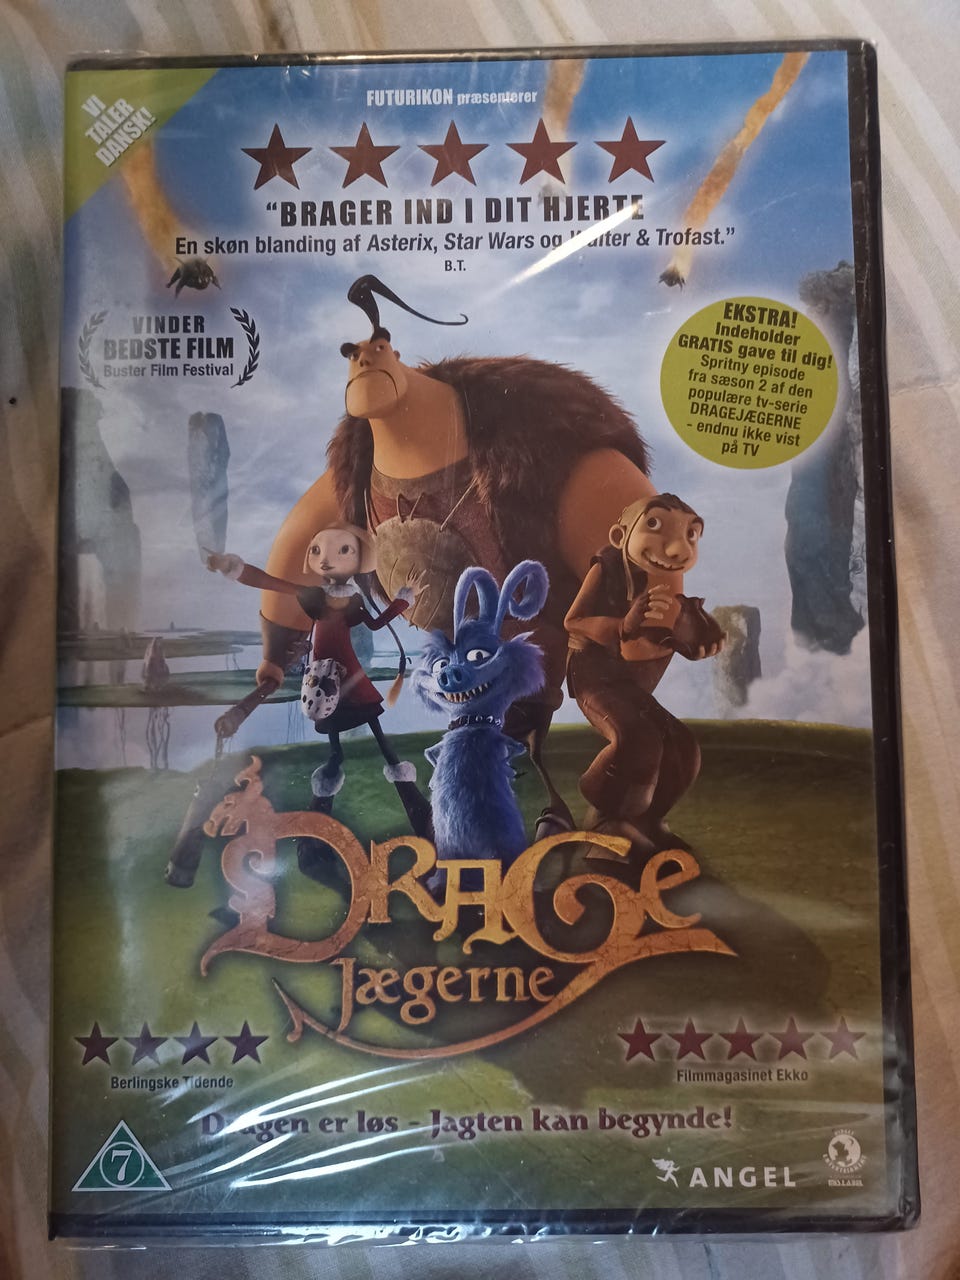 VI
TALER
DANSK!
FUTURIKON præsenterer
"BRAGER IND I DIT HJERTE
En skøn blanding af Asterix, Star Wars og Walter & Trofast."
B.T.
VINDER
BEDSTE FILM
Buster Film Festival
EKSTRA!
Indeholder
GRATIS gave til dig!
Spritny episode
fra sæson 2 af den
populære tv-serie
DRAGEJÆGERNE
- endnu ikke vist
på TV
DRAGE
JÆGERNE
Berlingske Tidende
Filmmagasinet Ekko
Dragen er løs - Jagten kan begynde!
7
ANGEL